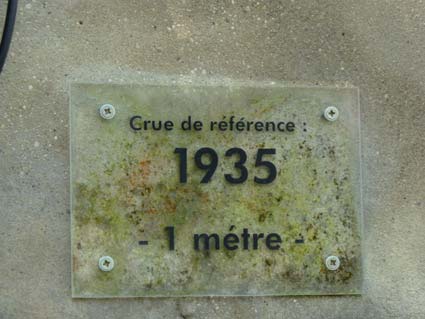 Crue de référence :
1935
- 1 métre -